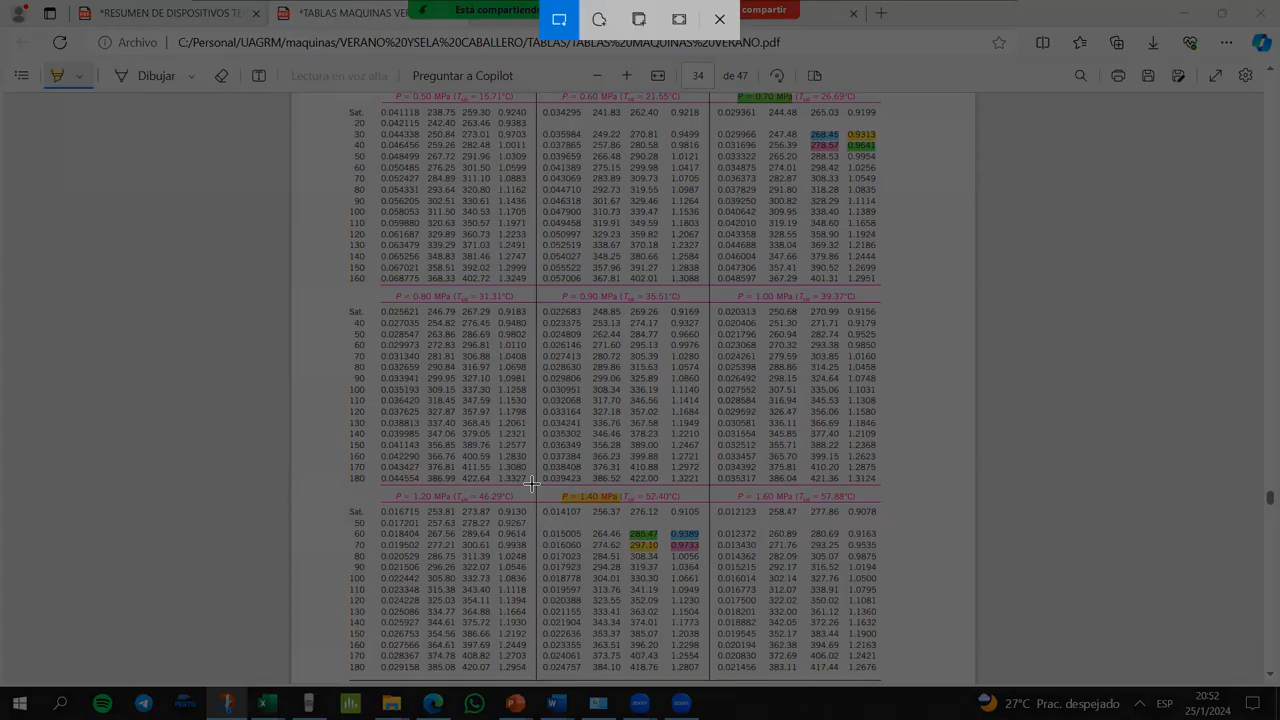 *RESUMEN DE DISPOSITIVOS TE
*TABLAS MAQUINAS VE
Está compartiendo
partir
Archivo C:/Personal/UAGRM/maquinas/VERANO%20YSELA%20CABALLERO/TABLAS/TABLAS%20MAQUINAS%20VERANO.pdf
Dibujar Lectura en voz alta Preguntar a Copilot 34 de 47
P = 0.50 MPa (Tsat = 15.71°C) P = 0.60 MPa (Tsat = 21.55°C) P = 0.70 MPa (Tsat = 26.69°C)
Sat. 0.041118 238.75 259.30 0.9240 0.034295 241.83 262.40 0.9218 0.029361 244.48 265.03 0.9199
20 0.042115 242.40 263.46 0.9383
30 0.044338 250.84 273.01 0.9703 0.035984 249.22 270.81 0.9499 0.029966 247.48 268.45 0.9313
40 0.046456 259.26 282.48 1.0011 0.037865 257.86 280.58 0.9816 0.031696 256.39 278.57 0.9641
50 0.048499 267.72 291.96 1.0309 0.039659 266.48 290.28 1.0121 0.033322 265.20 288.53 0.9954
60 0.050485 276.25 301.50 1.0599 0.041389 275.15 299.98 1.0417 0.034875 274.01 298.42 1.0256
70 0.052427 284.89 311.10 1.0883 0.043069 283.89 309.73 1.0705 0.036373 282.87 308.33 1.0549
80 0.054331 293.64 320.80 1.1162 0.044710 292.73 319.55 1.0987 0.037829 291.80 318.28 1.0835
90 0.056205 302.51 330.61 1.1436 0.046318 301.67 329.46 1.1264 0.039250 300.82 328.29 1.1114
100 0.058053 311.50 340.53 1.1705 0.047900 310.73 339.47 1.1536 0.040642 309.95 338.40 1.1389
110 0.059880 320.63 350.57 1.1971 0.049458 319.91 349.59 1.1803 0.042010 319.19 348.60 1.1658
120 0.061687 329.89 360.73 1.2233 0.050997 329.23 359.82 1.2067 0.043358 328.55 358.90 1.1924
130 0.063479 339.29 371.03 1.2491 0.052519 338.67 370.18 1.2327 0.044688 338.04 369.32 1.2186
140 0.065256 348.83 381.46 1.2747 0.054027 348.25 380.66 1.2584 0.046004 347.66 379.86 1.2444
150 0.067021 358.51 392.02 1.2999 0.055522 357.96 391.27 1.2838 0.047306 357.41 390.52 1.2699
160 0.068775 368.33 402.72 1.3249 0.057006 367.81 402.01 1.3088 0.048597 367.29 401.31 1.2951
P = 0.80 MPa (Tsat = 31.31°C) P = 0.90 MPa (Tsat = 35.51°C) P = 1.00 MPa (Tsat = 39.37°C)
Sat. 0.025621 246.79 267.29 0.9183 0.022683 248.85 269.26 0.9169 0.020313 250.68 270.99 0.9156
40 0.027035 254.82 276.45 0.9480 0.023375 253.13 274.17 0.9327 0.020406 251.30 271.71 0.9179
50 0.028547 263.86 286.69 0.9802 0.024809 262.44 284.77 0.9660 0.021796 260.94 282.74 0.9525
60 0.029973 272.83 296.81 1.0110 0.026146 271.60 295.13 0.9976 0.023068 270.32 293.38 0.9850
70 0.031340 281.81 306.88 1.0408 0.027413 280.72 305.39 1.0280 0.024261 279.59 303.85 1.0160
80 0.032659 290.84 316.97 1.0698 0.028630 289.86 315.63 1.0574 0.025398 288.86 314.25 1.0458
90 0.033941 299.95 327.10 1.0981 0.029806 299.06 325.89 1.0860 0.026492 298.15 324.64 1.0748
100 0.035193 309.15 337.30 1.1258 0.030951 308.34 336.19 1.1140 0.027552 307.51 335.06 1.1031
110 0.036420 318.45 347.59 1.1530 0.032068 317.70 346.56 1.1414 0.028584 316.94 345.53 1.1308
120 0.037625 327.87 357.97 1.1798 0.033164 327.18 357.02 1.1684 0.029592 326.47 356.06 1.1580
130 0.038813 337.40 368.45 1.2061 0.034241 336.76 367.58 1.1949 0.030581 336.11 366.69 1.1846
140 0.039985 347.06 379.05 1.2321 0.035302 346.46 378.23 1.2210 0.031554 345.85 377.40 1.2109
150 0.041143 356.85 389.76 1.2577 0.036349 356.28 389.00 1.2467 0.032512 355.71 388.22 1.2368
160 0.042290 366.76 400.59 1.2830 0.037384 366.23 399.88 1.2721 0.033457 365.70 399.15 1.2623
170 0.043427 376.81 411.55 1.3080 0.038408 376.31 410.88 1.2972 0.034392 375.81 410.20 1.2875
180 0.044554 386.99 422.64 1.3327 0.039423 386.52 422.00 1.3221 0.035317 386.04 421.36 1.3124
P = 1.20 MPa (Tsat = 46.29°C) P = 1.40 MPa (Tsat = 52.40°C) P = 1.60 MPa (Tsat = 57.88°C)
Sat. 0.016715 253.81 273.87 0.9130 0.014107 256.37 276.12 0.9105 0.012123 258.47 277.86 0.9078
50 0.017201 257.63 278.27 0.9267
60 0.018404 267.56 289.64 0.9614 0.015005 264.46 285.47 0.9389 0.012372 260.89 280.69 0.9163
70 0.019502 277.21 300.61 0.9938 0.016060 274.62 297.10 0.9733 0.013430 271.76 293.25 0.9535
80 0.020529 286.75 311.39 1.0248 0.017023 284.51 308.34 1.0056 0.014362 282.09 305.07 0.9875
90 0.021506 296.26 322.07 1.0546 0.017923 294.28 319.37 1.0364 0.015215 292.17 316.52 1.0194
100 0.022442 305.80 332.73 1.0836 0.018778 304.01 330.30 1.0661 0.016014 302.14 327.76 1.0500
110 0.023348 315.38 343.40 1.1118 0.019597 313.76 341.19 1.0949 0.016773 312.07 338.91 1.0795
120 0.024228 325.03 354.11 1.1394 0.020388 323.55 352.09 1.1230 0.017500 322.02 350.02 1.1081
130 0.025086 334.77 364.88 1.1664 0.021155 333.41 363.02 1.1504 0.018201 332.00 361.12 1.1360
140 0.025927 344.61 375.72 1.1930 0.021904 343.34 374.01 1.1773 0.018882 342.05 372.26 1.1632
150 0.026753 354.56 386.66 1.2192 0.022636 353.37 385.07 1.2038 0.019545 352.17 383.44 1.1900
160 0.027566 364.61 397.69 1.2449 0.023355 363.51 396.20 1.2298 0.020194 362.38 394.69 1.2163
170 0.028367 374.78 408.82 1.2703 0.024061 373.75 407.43 1.2554 0.020830 372.69 406.02 1.2421
180 0.029158 385.08 420.07 1.2954 0.024757 384.10 418.76 1.2807 0.021456 383.11 417.44 1.2676
27°C Prac. despejado ESP 20:52
25/1/2024